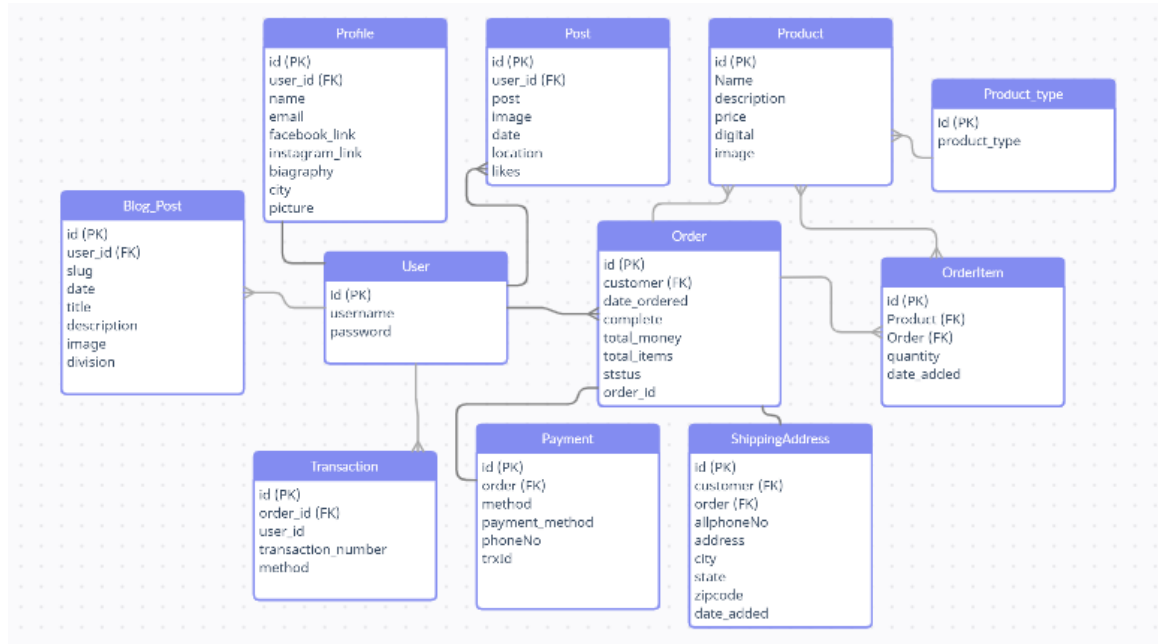 Profile
id (PK)
user_id (FK)
name
email
facebook_link
instagram_link
biagraphy
city
picture
Post
id (PK)
user_id (FK)
post
image
date
location
likes
Product
id (PK)
Name
description
price
digital
image
Product_type
Id (PK)
product_type
Blog_Post
id (PK)
user_id (FK)
slug
date
title
description
image
division
User
Id (PK)
username
password
Order
id (PK)
customer (FK)
date_ordered
complete
total_money
total_items
ststus
order_id
OrderItem
Id (PK)
Product (FK)
Order (FK)
quantity
date_added
Transaction
id (PK)
order_id (FK)
user_id
transaction_number
method
Payment
id (PK)
order (FK)
method
payment_method
phoneNo
trxId
ShippingAddress
id (PK)
customer (FK)
order (FK)
allphoneNo
address
city
state
zipcode
date_added